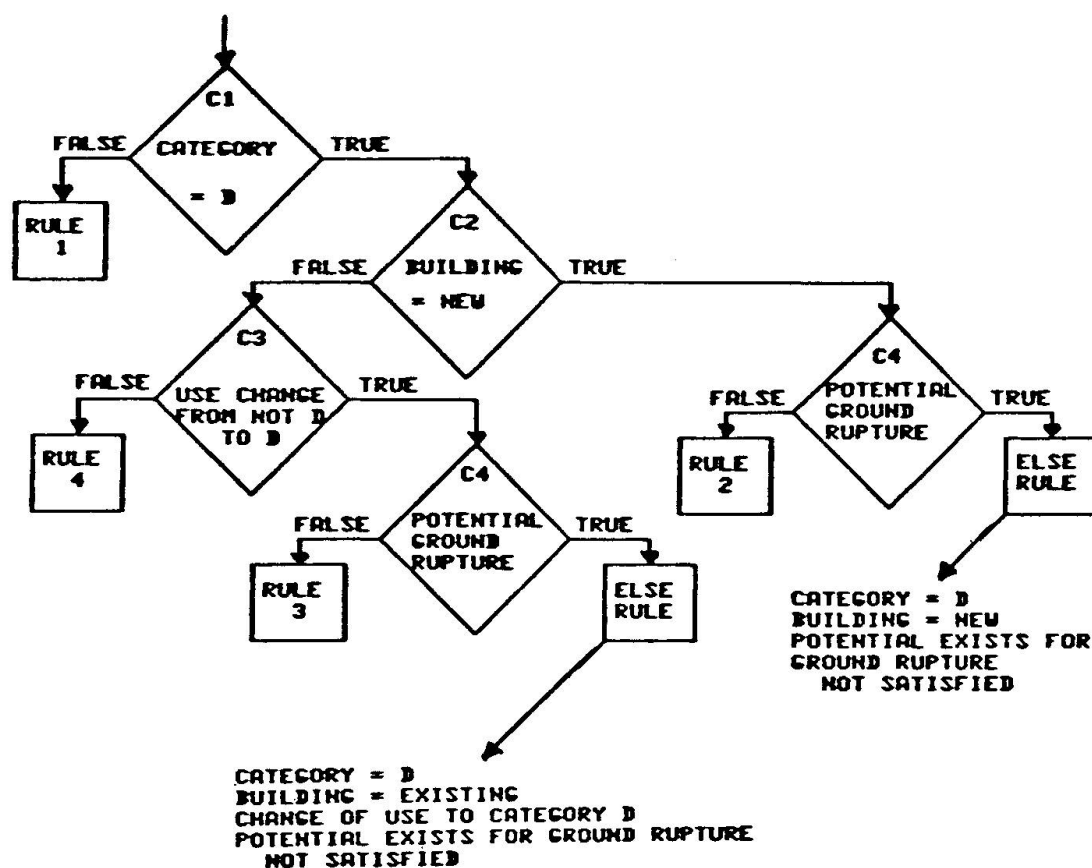 C1
FALSE
CATEGORY
TRUE
= D
RULE
1
C2
FALSE
BUILDING
TRUE
= NEW
C3
FALSE
USE CHANGE
TRUE
FROM NOT D
TO D
RULE
4
C4
FALSE
POTENTIAL
TRUE
GROUND
RUPTURE
RULE
3
ELSE
RULE
C4
FALSE
POTENTIAL
TRUE
GROUND
RUPTURE
RULE
2
ELSE
RULE
CATEGORY = D
BUILDING = NEW
POTENTIAL EXISTS FOR
GROUND RUPTURE
NOT SATISFIED
CATEGORY = D
BUILDING = EXISTING
CHANGE OF USE TO CATEGORY D
POTENTIAL EXISTS FOR GROUND RUPTURE
NOT SATISFIED